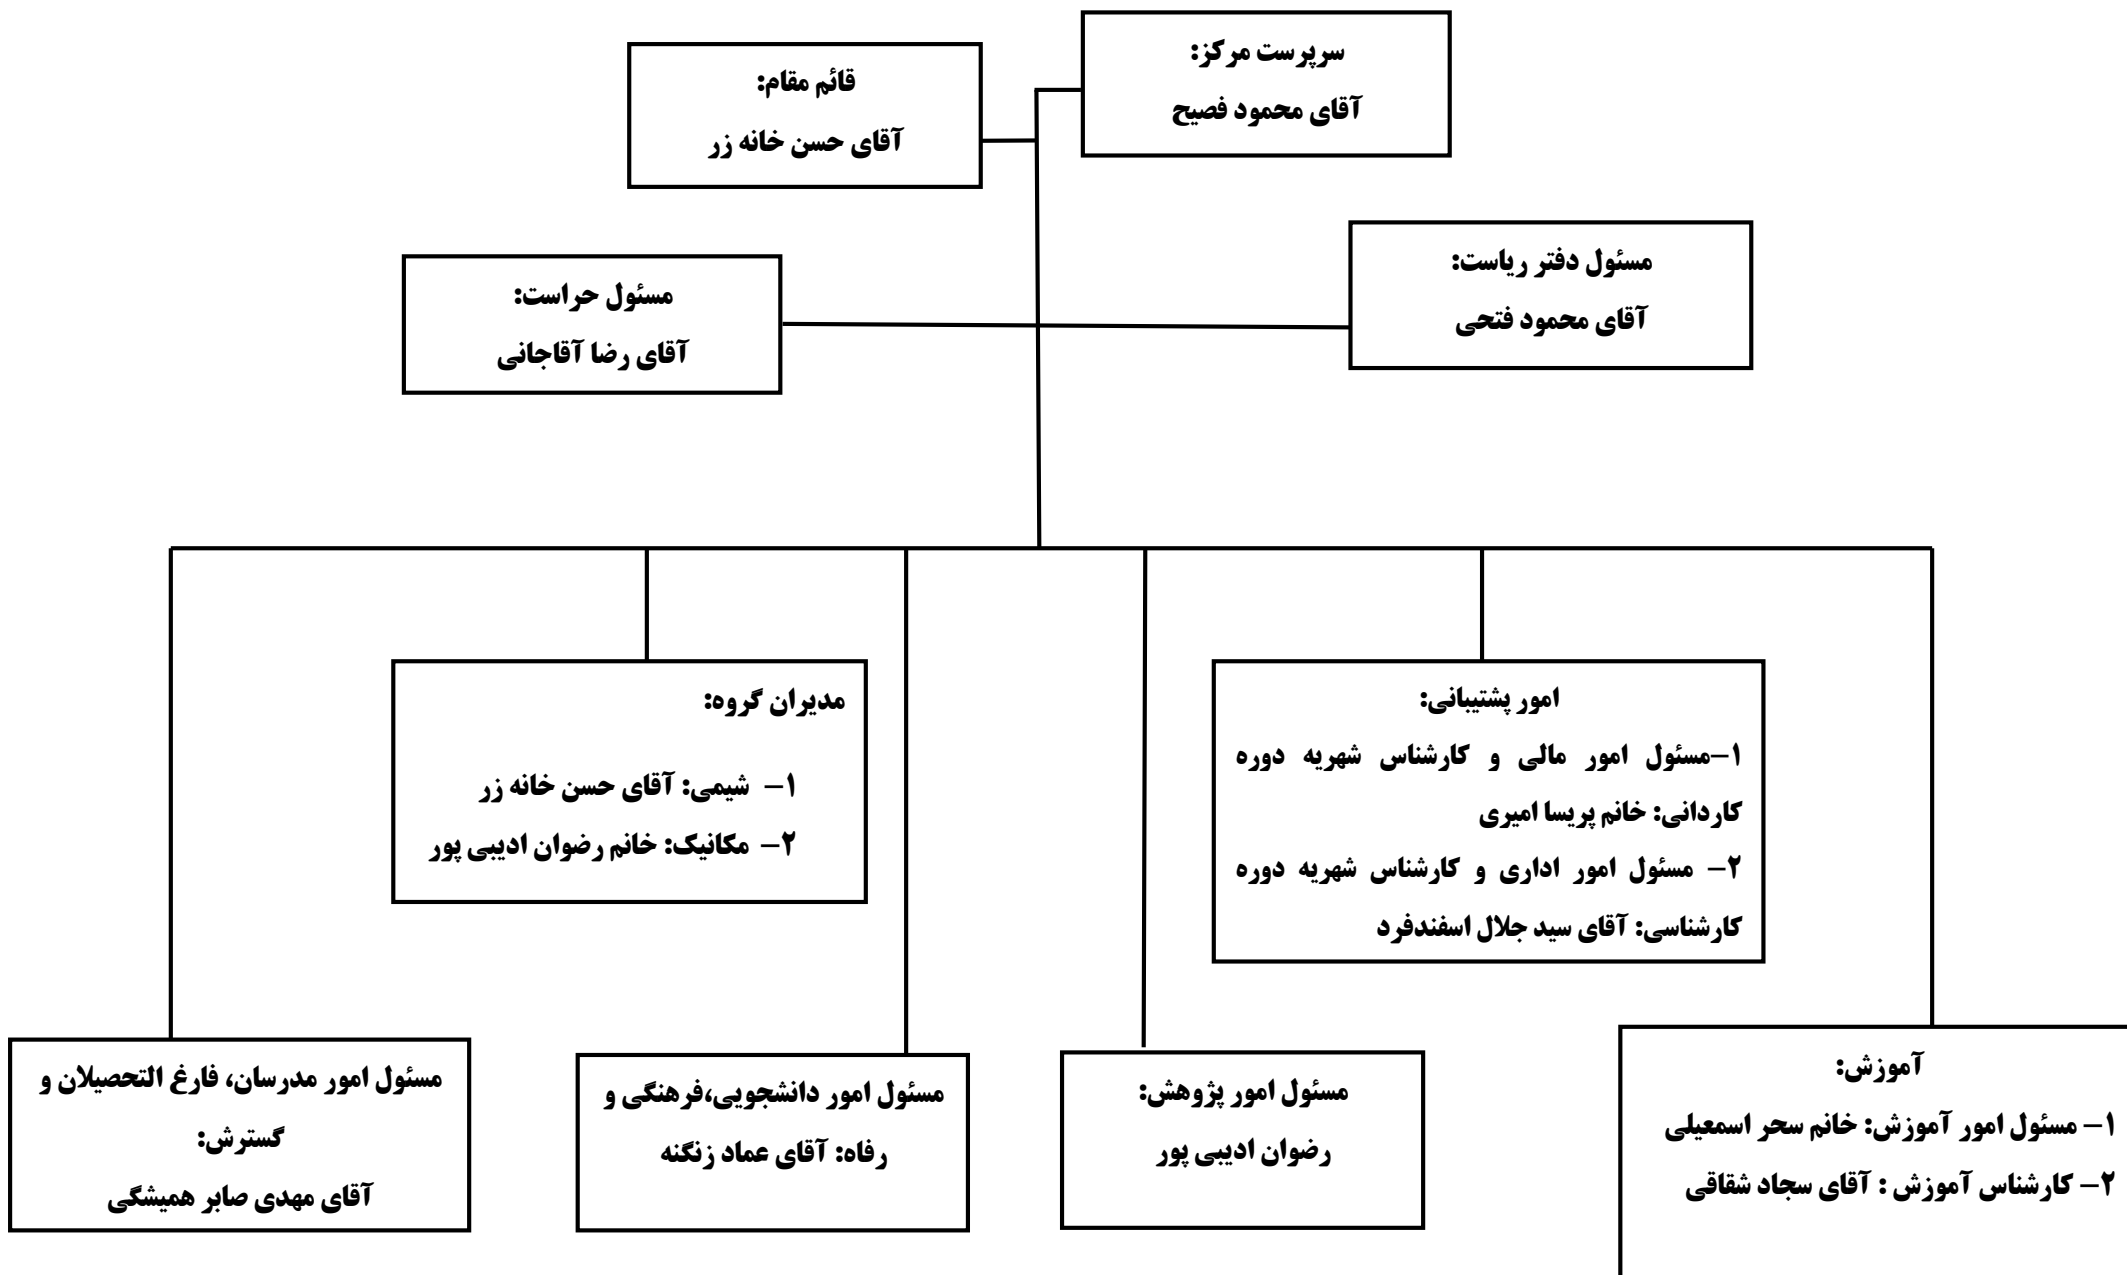 سرپرست مرکز:
آقای محمود فصیح
قائم مقام:
آقای حسن خانه زر
مسئول دفتر ریاست:
آقای محمود فتحی
مسئول حراست:
آقای رضا آقاجانی
امور پشتیبانی:
۱-مسئول امور مالی و کارشناس شهریه دوره
کاردانی: خانم پریسا امیری
۲- مسئول امور اداری و کارشناس شهریه دوره
کارشناسی: آقای سید جلال اسفندفرد
مدیران گروه:
۱- شیمی: آقای حسن خانه زر
۲- مکانیک: خانم رضوان ادیبی پور
آموزش:
۱- مسئول امور آموزش: خانم سحر اسمعیلی
۲- کارشناس آموزش : آقای سجاد شقاقی
مسئول امور پژوهش:
رضوان ادیبی پور
مسئول امور دانشجویی،فرهنگی و
رفاه: آقای عماد زنگنه
مسئول امور مدرسان، فارغ التحصیلان و
گسترش:
آقای مهدی صابر همیشگی